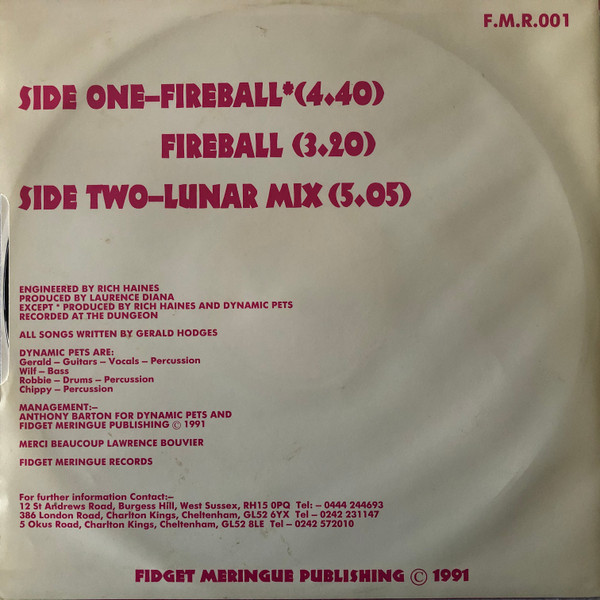 F.M.R.001
SIDE ONE–FIREBALL*(4.40)
FIREBALL (3.20)
SIDE TWO–LUNAR MIX (5.05)
ENGINEERED BY RICH HAINES
PRODUCED BY LAURENCE DIANA
EXCEPT * PRODUCED BY RICH HAINES AND DYNAMIC PETS
RECORDED AT THE DUNGEON
ALL SONGS WRITTEN BY GERALD HODGES
DYNAMIC PETS ARE:
Gerald – Guitars – Vocals – Percussion
Wilf – Bass
Robbie – Drums – Percussion
Chippy – Percussion
MANAGEMENT:–
ANTHONY BARTON FOR DYNAMIC PETS AND
FIDGET MERINGUE PUBLISHING © 1991
MERCI BEAUCOUP LAWRENCE BOUVIER
FIDGET MERINGUE RECORDS
For further information Contact:–
12 St Andrews Road, Burgess Hill, West Sussex, RH15 0PQ Tel: – 0444 244693
386 London Road, Charlton Kings, Cheltenham, GL52 6YX Tel – 0242 231147
5 Okus Road, Charlton Kings, Cheltenham, GL52 8LE Tel – 0242 572010
FIDGET MERINGUE PUBLISHING © 1991